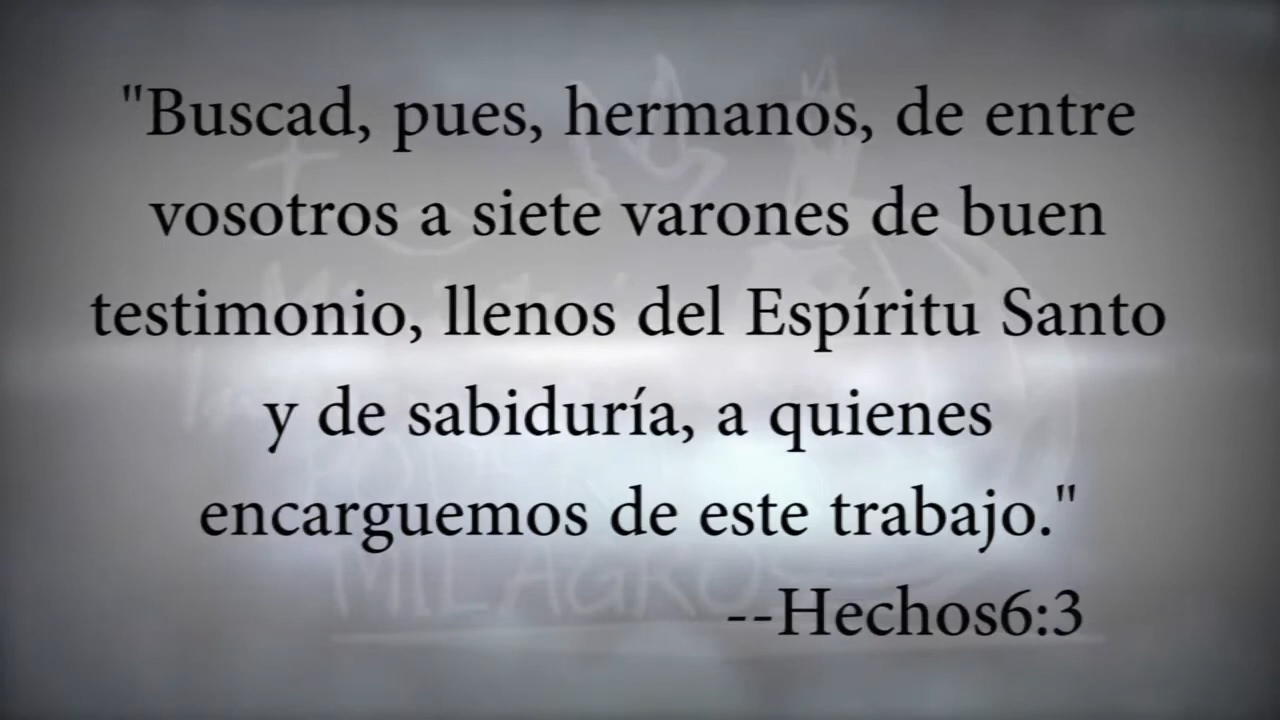 "Buscad, pues, hermanos, de entre
vosotros a siete varones de buen
testimonio, llenos del Espíritu Santo
y de sabiduría, a quienes
encarguemos de este trabajo."
--Hechos6:3
MILAGRO